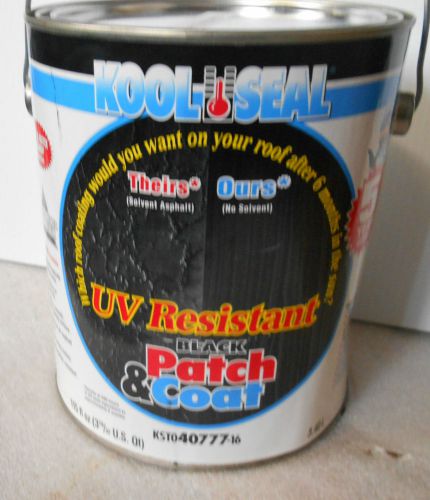 KOOL SEAL
Which roof coating would you want on your roof after 6 months in the sun?
Theirs*
(Solvent Asphalt)
Ours*
(No Solvent)
UV Resistant
BLACK
Patch
& Coat
KST040777-16